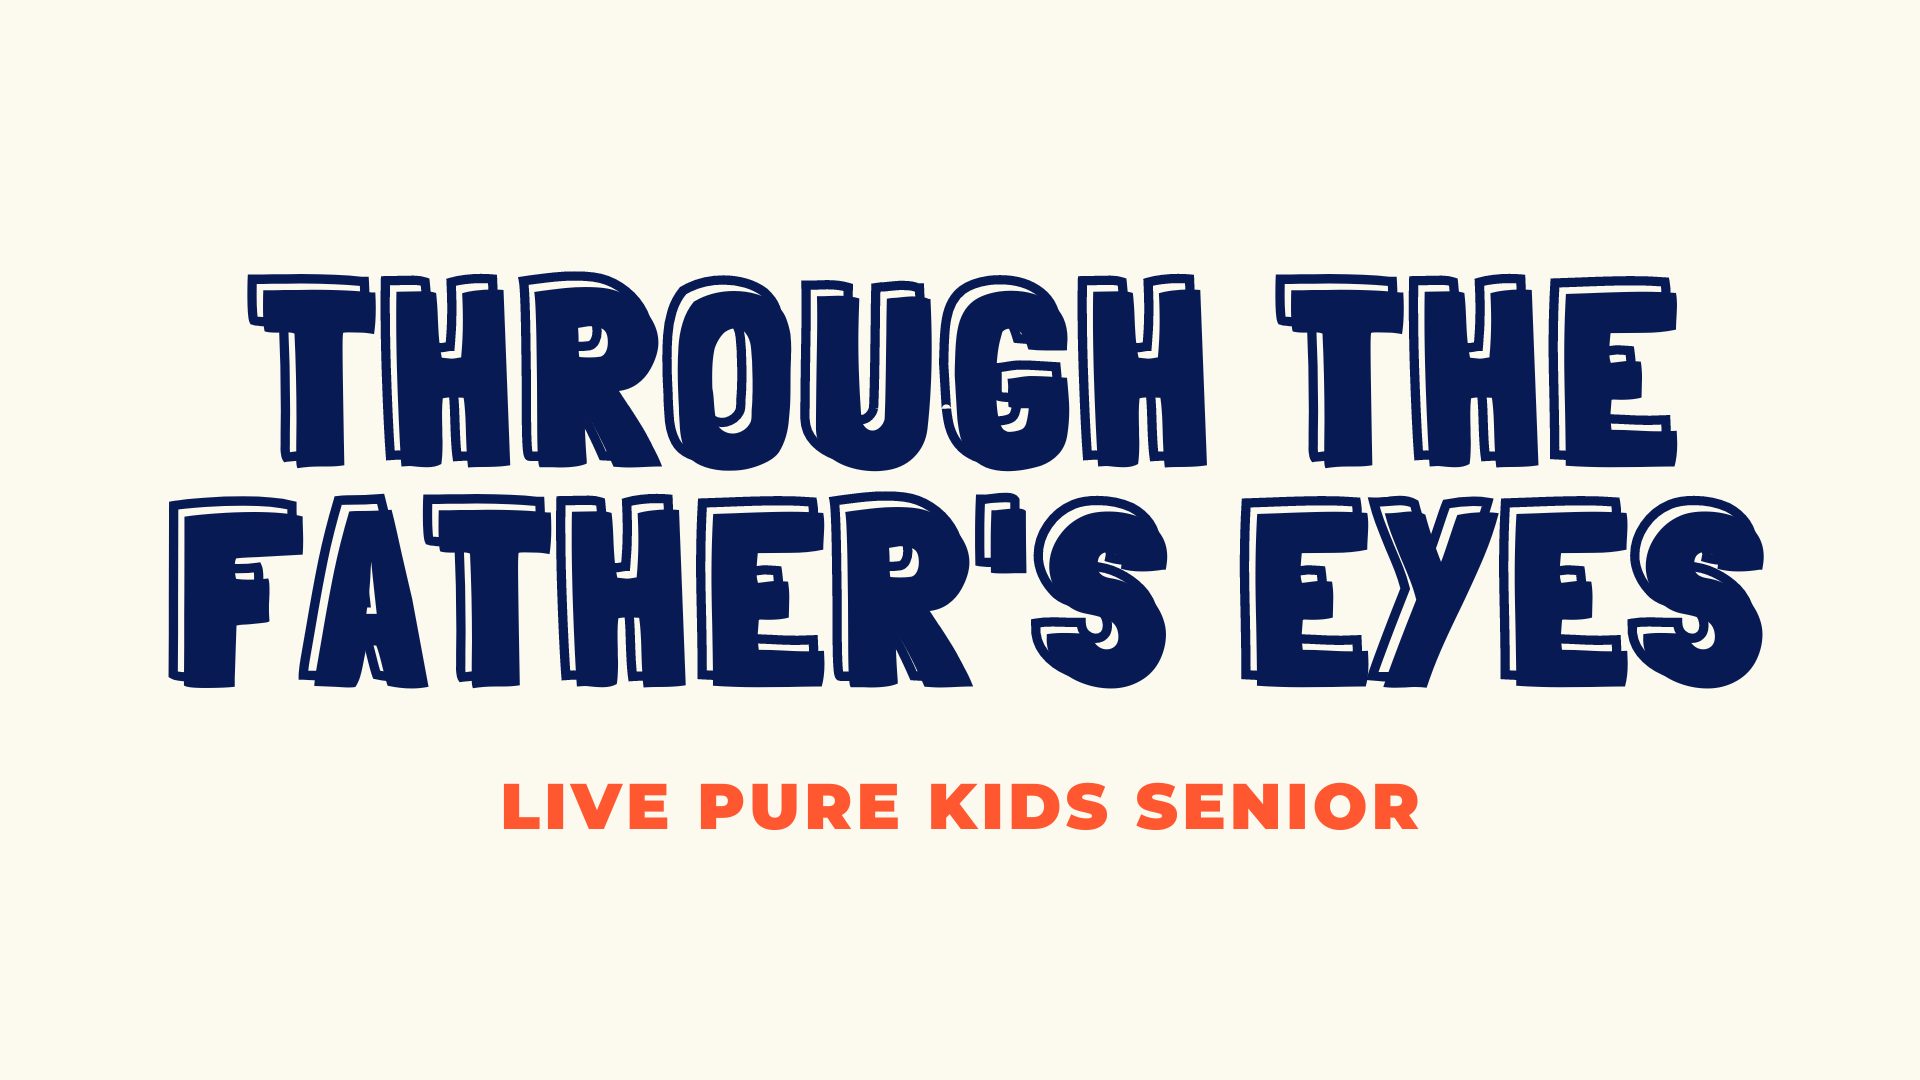 THROUGH THE
FATHER'S EYES
LIVE PURE KIDS SENIOR